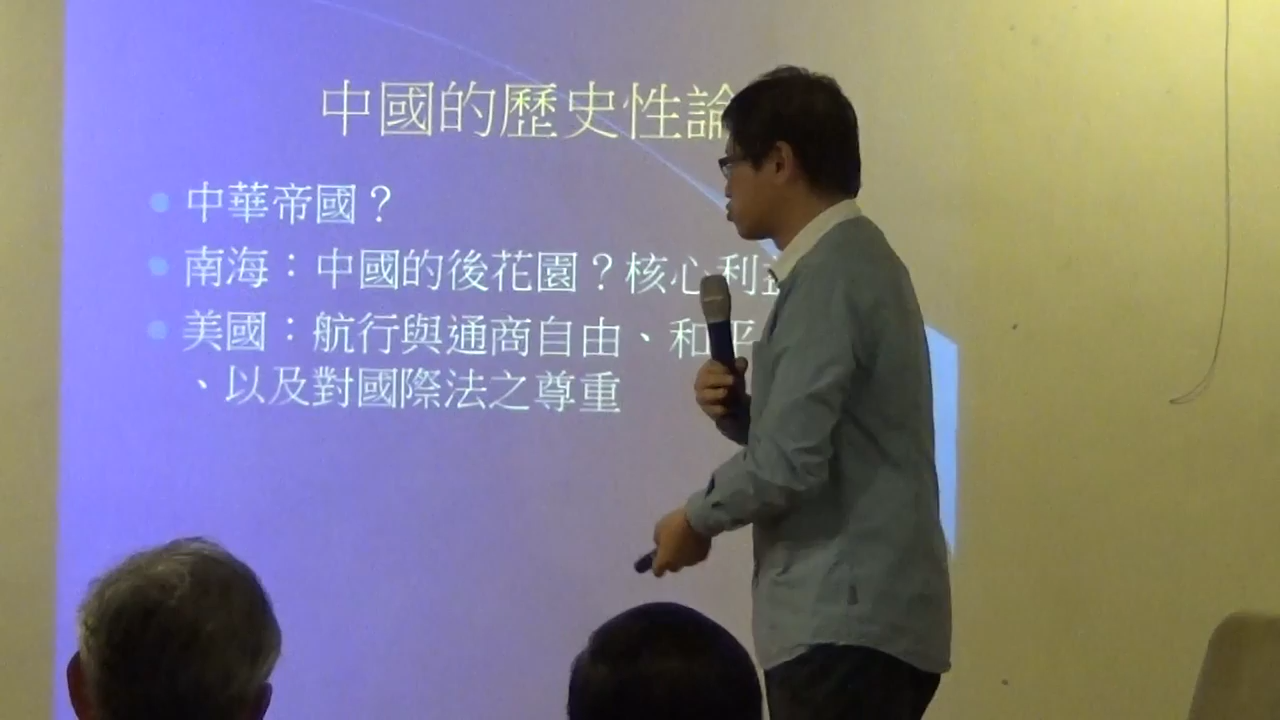 中國的歷史性論
中華帝國？
南海：中國的後花園？核心利
美國：航行與通商自由、和平
、以及對國際法之尊重